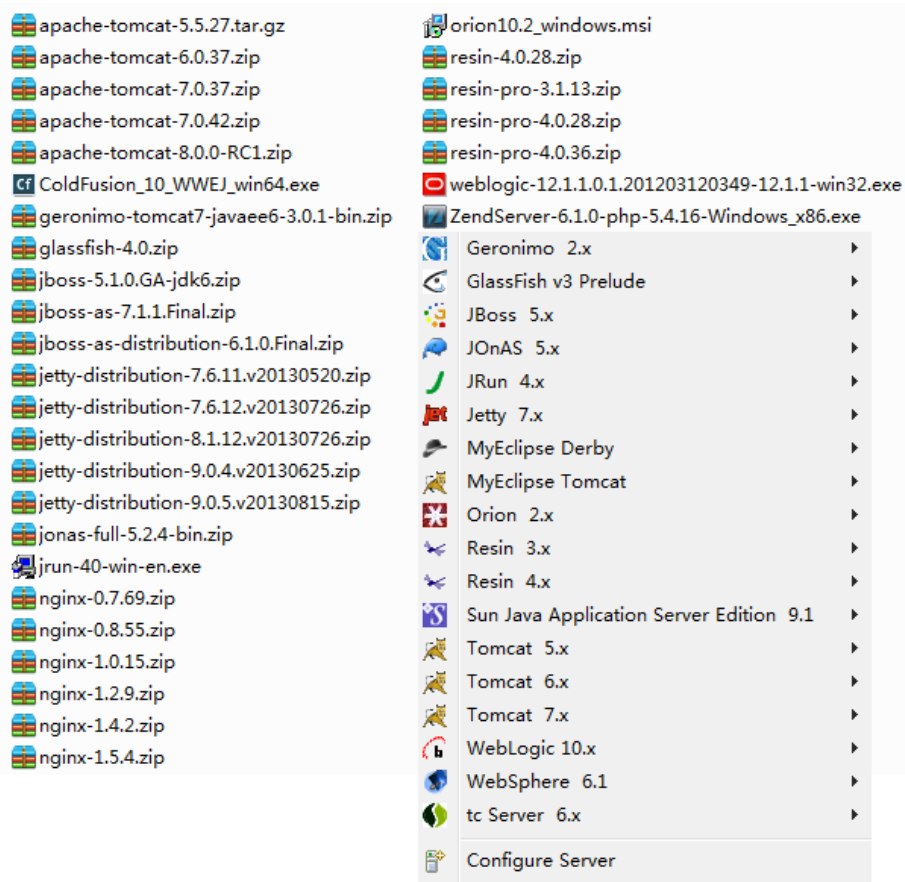 apache-tomcat-5.5.27.tar.gz
apache-tomcat-6.0.37.zip
apache-tomcat-7.0.37.zip
apache-tomcat-7.0.42.zip
apache-tomcat-8.0.0-RC1.zip
Cf ColdFusion_10_WWEJ_win64.exe
geronimo-tomcat7-javaee6-3.0.1-bin.zip
glassfish-4.0.zip
jboss-5.1.0.GA-jdk6.zip
jboss-as-7.1.1.Final.zip
jboss-as-distribution-6.1.0.Final.zip
jetty-distribution-7.6.11.v20130520.zip
jetty-distribution-7.6.12.v20130726.zip
jetty-distribution-8.1.12.v20130726.zip
jetty-distribution-9.0.4.v20130625.zip
jetty-distribution-9.0.5.v20130815.zip
jonas-full-5.2.4-bin.zip
jrun-40-win-en.exe
nginx-0.7.69.zip
nginx-0.8.55.zip
nginx-1.0.15.zip
nginx-1.2.9.zip
nginx-1.4.2.zip
nginx-1.5.4.zip
orion10.2_windows.msi
resin-4.0.28.zip
resin-pro-3.1.13.zip
resin-pro-4.0.28.zip
resin-pro-4.0.36.zip
weblogic-12.1.1.0.1.201203120349-12.1.1-win32.exe
ZendServer-6.1.0-php-5.4.16-Windows_x86.exe
Geronimo 2.x
GlassFish v3 Prelude
JBoss 5.x
JOnAS 5.x
JRun 4.x
jet Jetty 7.x
MyEclipse Derby
MyEclipse Tomcat
Orion 2.x
Resin 3.x
Resin 4.x
S Sun Java Application Server Edition 9.1
Tomcat 5.x
Tomcat 6.x
Tomcat 7.x
b WebLogic 10.x
WebSphere 6.1
tc Server 6.x
Configure Server